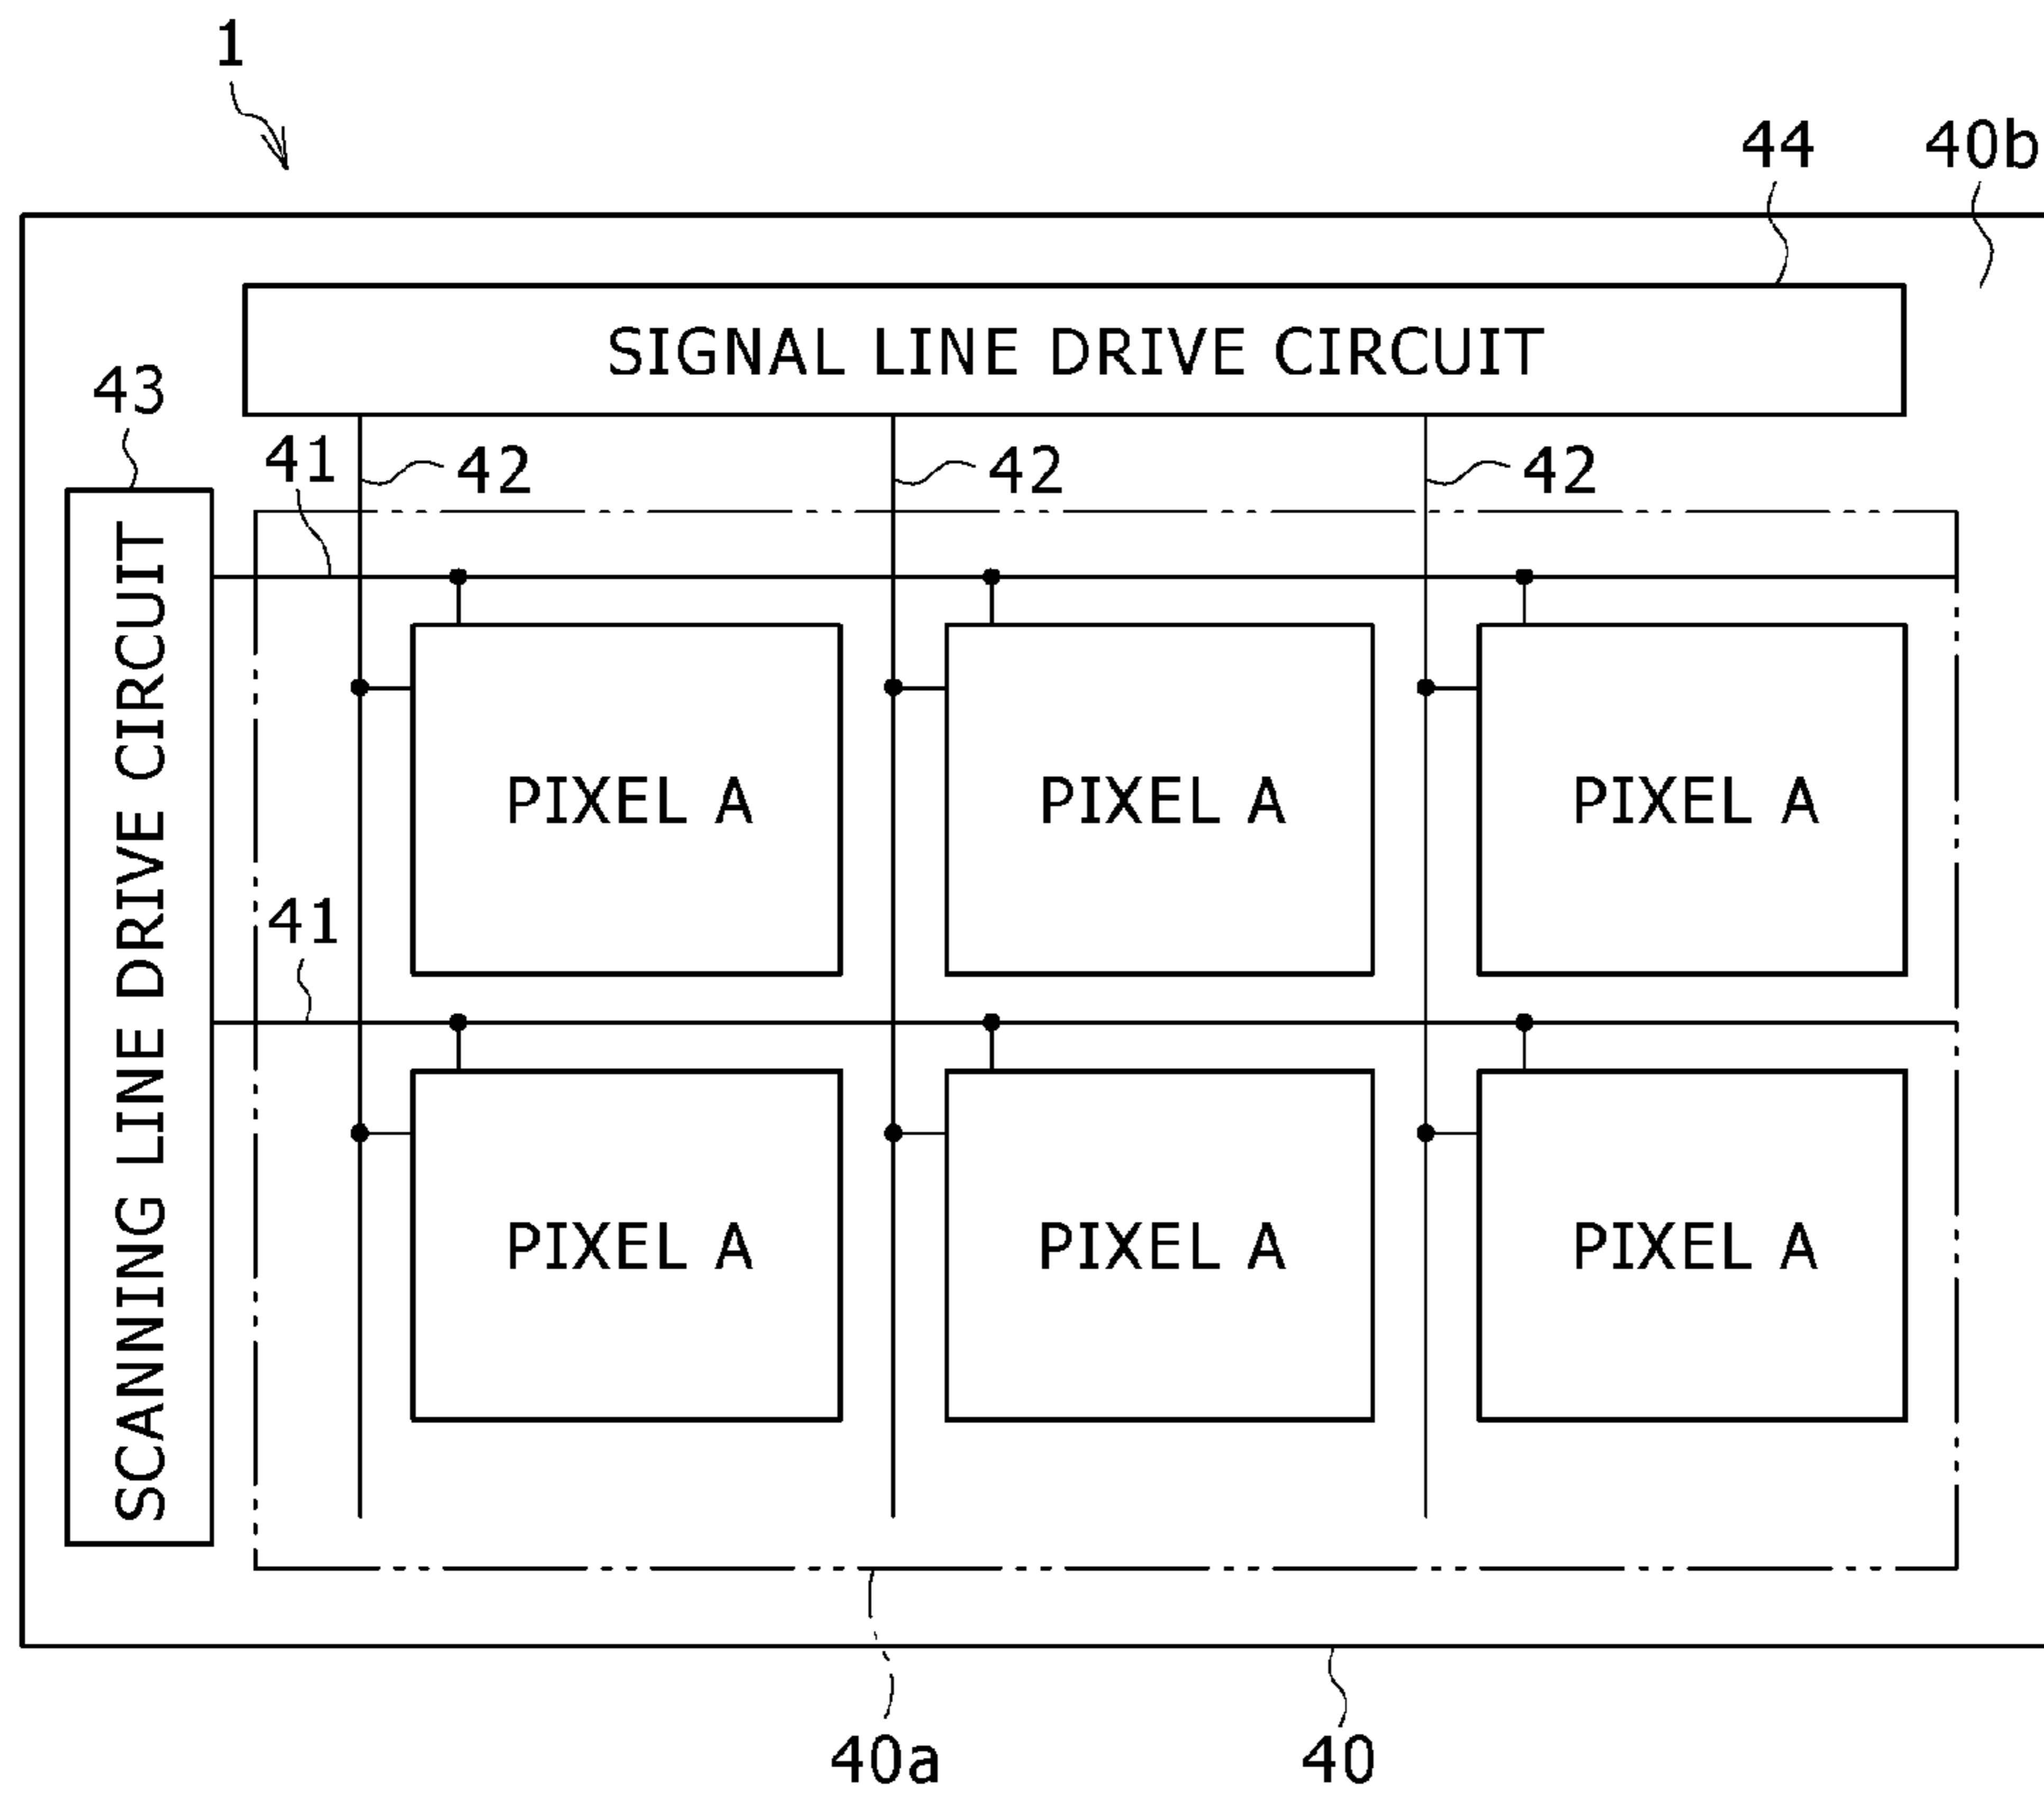 1
44
40b
SIGNAL LINE DRIVE CIRCUIT
43
41
42
42
42
SCANNING LINE DRIVE CIRCUIT
PIXEL A
PIXEL A
PIXEL A
41
PIXEL A
PIXEL A
PIXEL A
40a
40